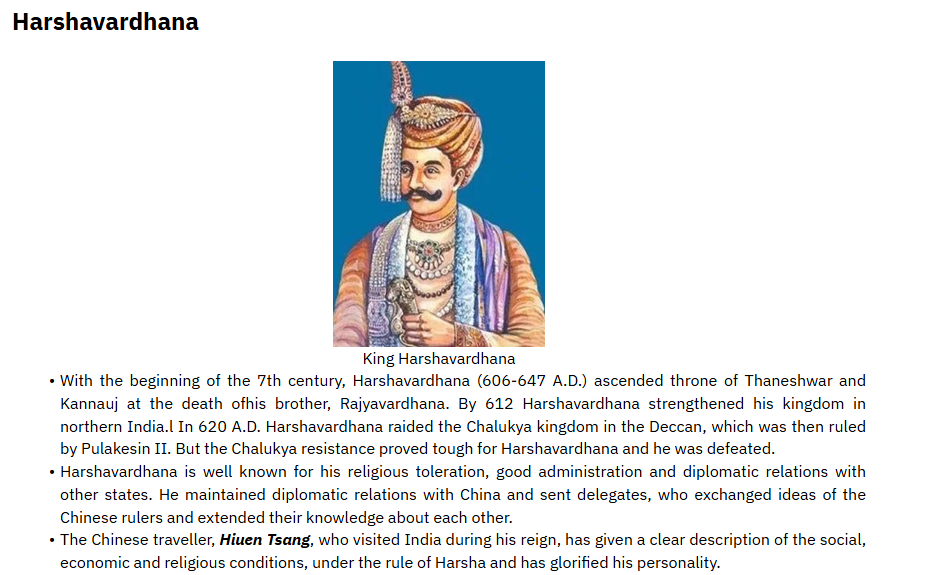 Harshavardhana
King Harshavardhana
• With the beginning of the 7th century, Harshavardhana (606-647 A.D.) ascended throne of Thaneshwar and
Kannauj at the death ofhis brother, Rajyavardhana. By 612 Harshavardhana strengthened his kingdom in
northern India.l In 620 A.D. Harshavardhana raided the Chalukya kingdom in the Deccan, which was then ruled
by Pulakesin II. But the Chalukya resistance proved tough for Harshavardhana and he was defeated.
• Harshavardhana is well known for his religious toleration, good administration and diplomatic relations with
other states. He maintained diplomatic relations with China and sent delegates, who exchanged ideas of the
Chinese rulers and extended their knowledge about each other.
• The Chinese traveller, Hiuen Tsang, who visited India during his reign, has given a clear description of the social,
economic and religious conditions, under the rule of Harsha and has glorified his personality.